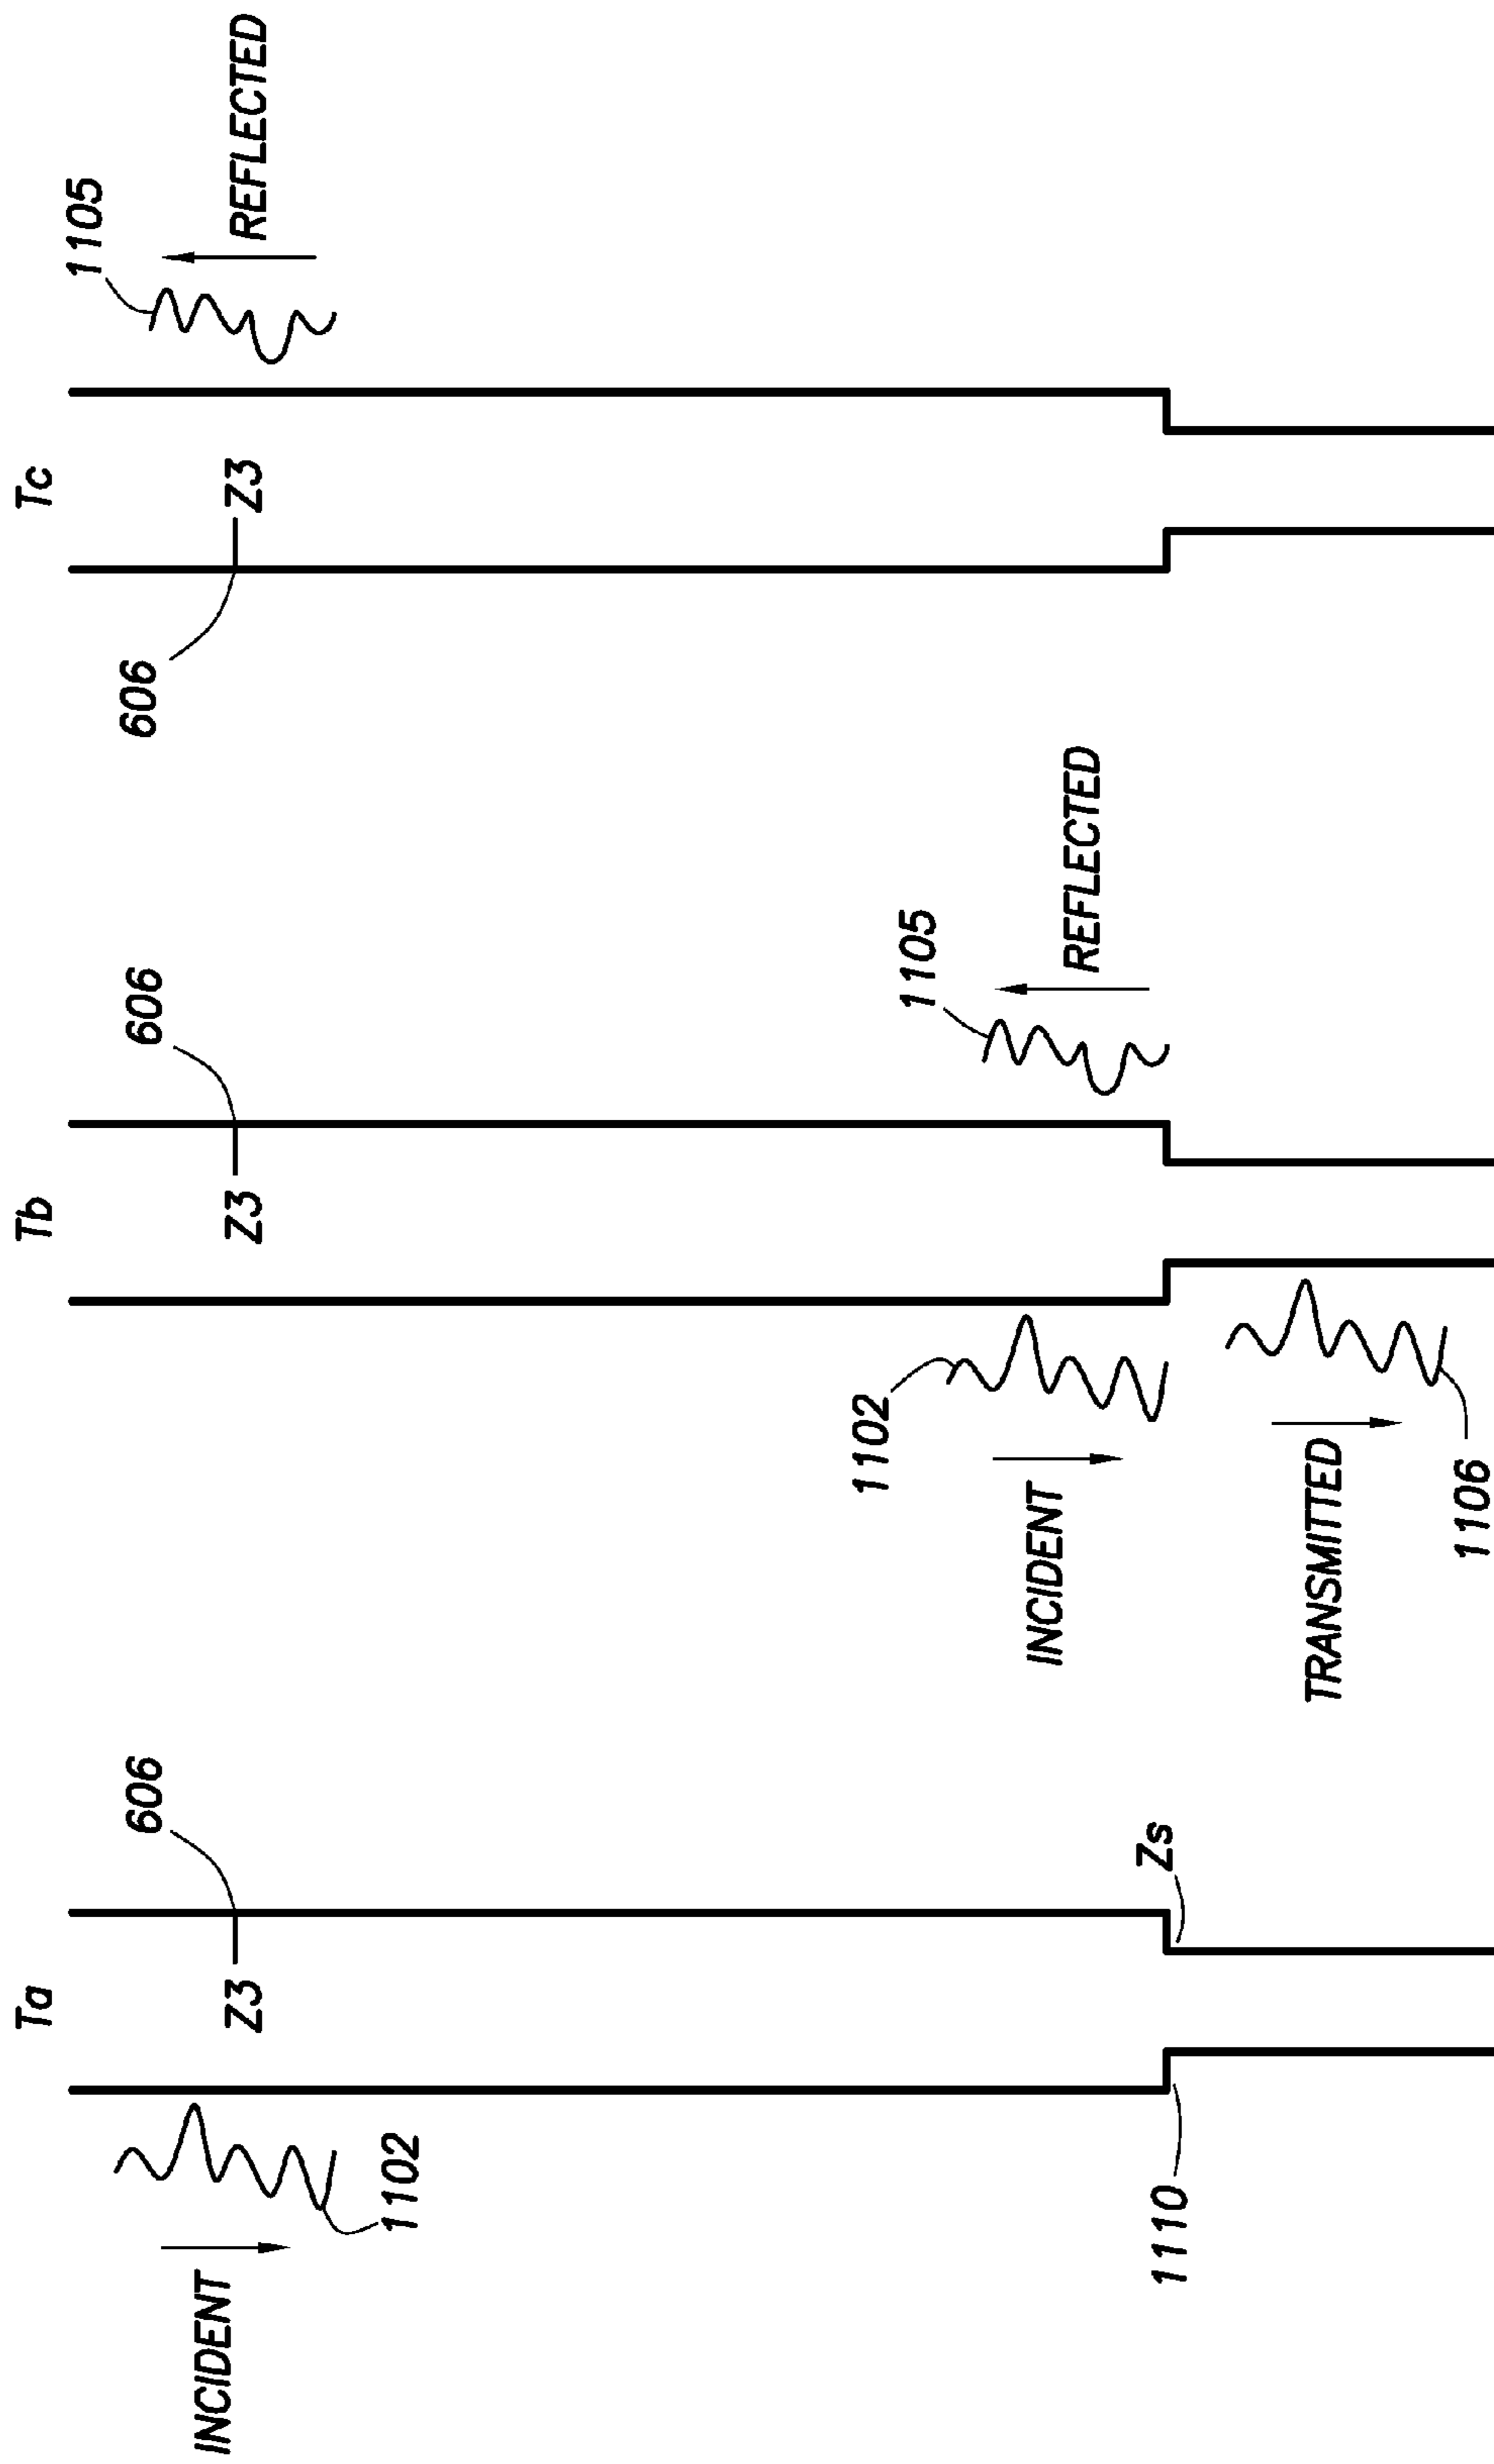 Ta
606
Z3
INCIDENT
1102
1110
Zs
Tb
606
Z3
1102
INCIDENT
1105
REFLECTED
TRANSMITTED
1106
Tc
1105
REFLECTED
606
Z3